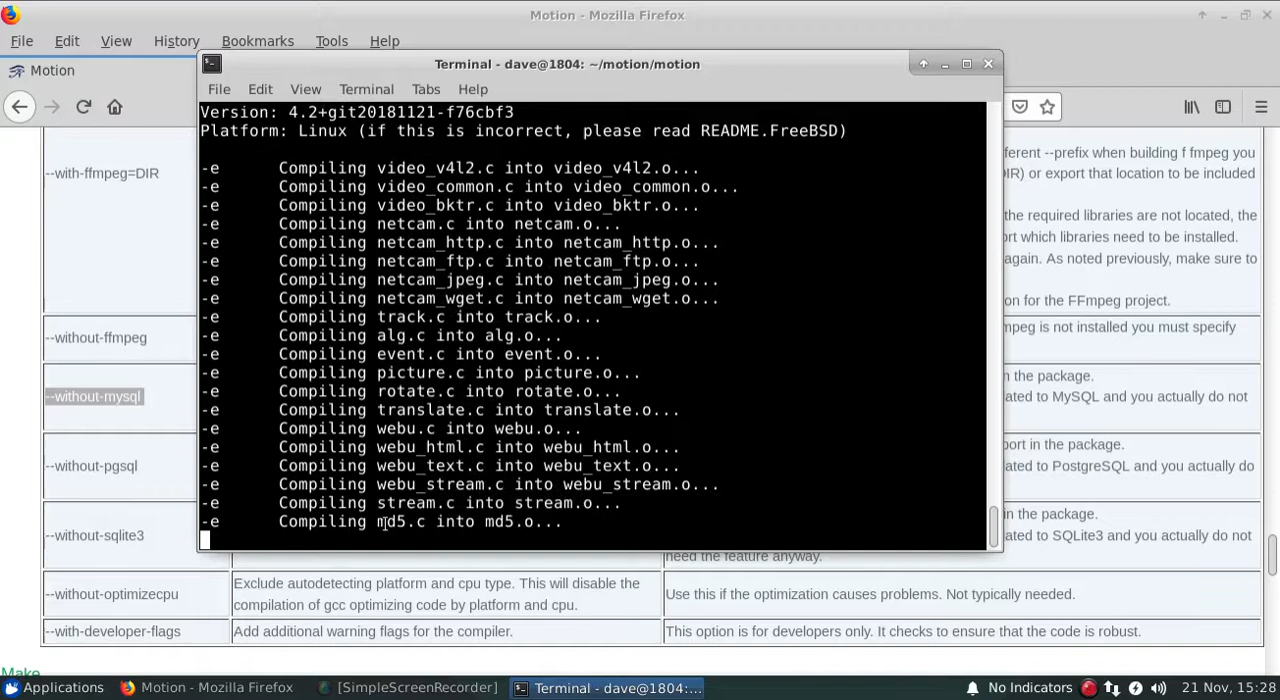 Motion - Mozilla Firefox
File Edit View History Bookmarks Tools Help
Motion
Terminal - dave@1804: ~/motion/motion
File Edit View Terminal Tabs Help
Version: 4.2+git20181121-f76cbf3
Platform: Linux (if this is incorrect, please read README.FreeBSD)
-e Compiling video_v4l2.c into video_v4l2.o...
-e Compiling video_common.c into video_common.o...
-e Compiling video_bktr.c into video_bktr.o...
-e Compiling netcam.c into netcam.o...
-e Compiling netcam_http.c into netcam_http.o...
-e Compiling netcam_ftp.c into netcam_ftp.o...
-e Compiling netcam_jpeg.c into netcam_jpeg.o...
-e Compiling netcam_wget.c into netcam_wget.o...
-e Compiling track.c into track.o...
-e Compiling alg.c into alg.o...
-e Compiling event.c into event.o...
-e Compiling picture.c into picture.o...
-e Compiling rotate.c into rotate.o...
-e Compiling translate.c into translate.o...
-e Compiling webu.c into webu.o...
-e Compiling webu_html.c into webu_html.o...
-e Compiling webu_text.c into webu_text.o...
-e Compiling webu_stream.c into webu_stream.o...
-e Compiling stream.c into stream.o...
-e Compiling md5.c into md5.o...
--with-ffmpeg=DIR
fferent --prefix when building f fmpeg you
DIR) or export that location to be included
the required libraries are not located, the
ort which libraries need to be installed.
again. As noted previously, make sure to
on for the FFmpeg project.
--without-ffmpeg
mpeg is not installed you must specify
--without-mysql
in the package.
ated to MySQL and you actually do not
--without-pgsql
port in the package.
ated to PostgreSQL and you actually do
--without-sqlite3
in the package.
ated to SQLite3 and you actually do not
need the feature anyway.
--without-optimizecpu
Exclude autodetecting platform and cpu type. This will disable the
compilation of gcc optimizing code by platform and cpu.
Use this if the optimization causes problems. Not typically needed.
--with-developer-flags
Add additional warning flags for the compiler.
This option is for developers only. It checks to ensure that the code is robust.
Make
Applications
Motion - Mozilla Firefox
[SimpleScreenRecorder]
Terminal - dave@1804:...
No Indicators
21 Nov, 15:28